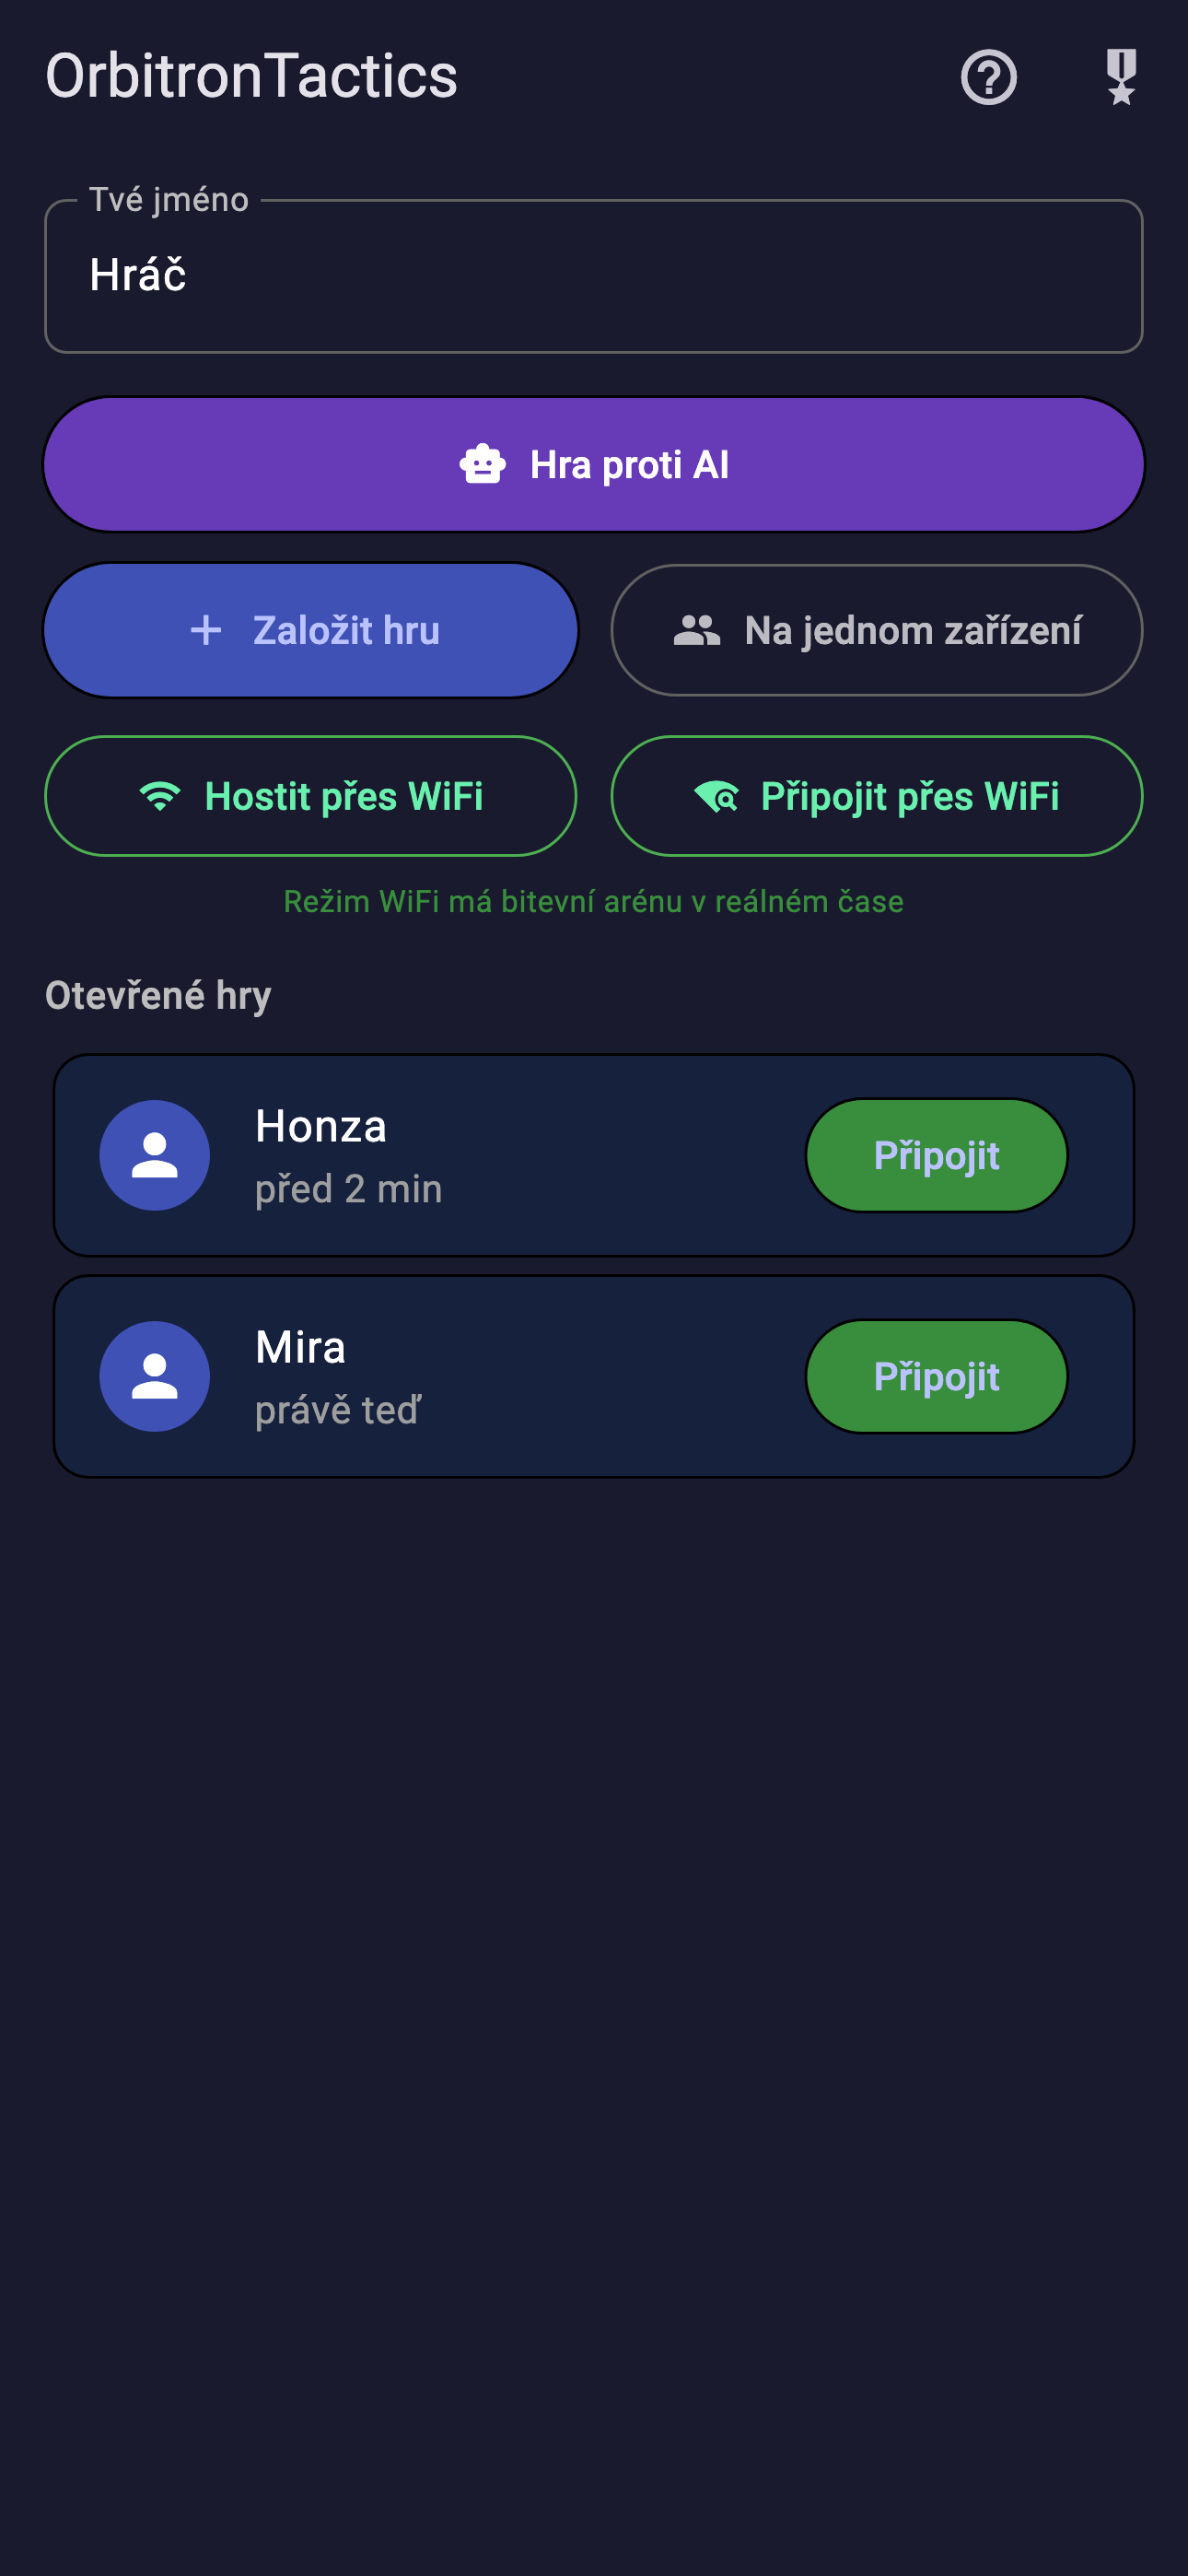 OrbitronTactics
Tvé jméno
Hráč
Hra proti AI
Založit hru
Na jednom zařízení
Hostit přes WiFi
Připojit přes WiFi
Režim WiFi má bitevní arénu v reálném čase
Otevřené hry
Honza
před 2 min
Připojit
Mira
právě teď
Připojit